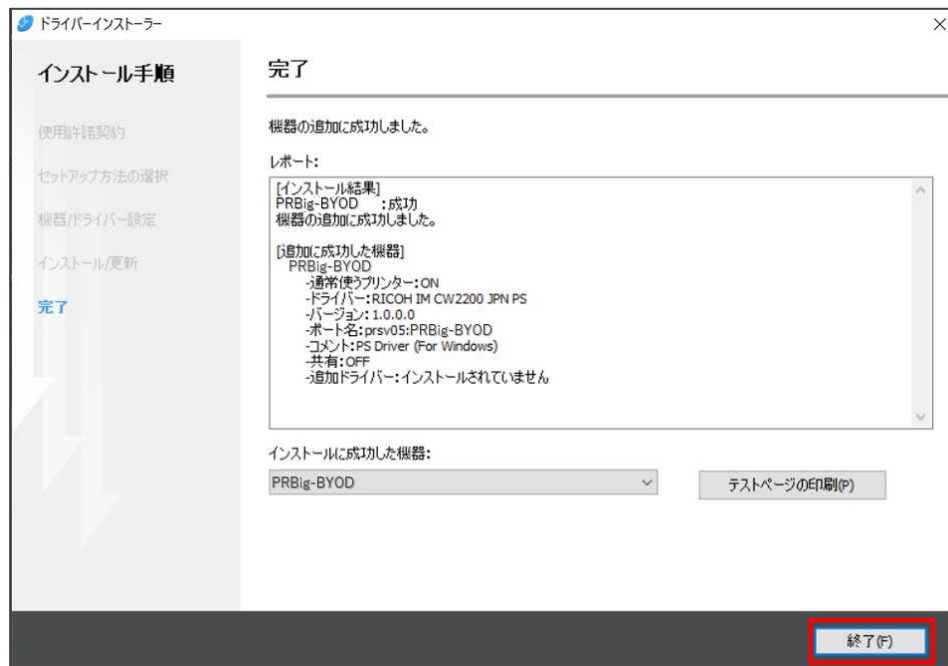 ドライバーインストーラー
インストール手順
使用許諾契約
セットアップ方法の選択
機器/ドライバー設定
インストール/更新
完了
完了
機器の追加に成功しました。
レポート:
[インストール結果]
PRBig-BYOD :成功
機器の追加に成功しました。
[追加に成功した機器]
PRBig-BYOD
-通常使うプリンター:ON
-ドライバー:RICOH IM CW2200 JPN PS
-バージョン:1.0.0.0
-ポート名:prsv05:PRBig-BYOD
-コメント:PS Driver (For Windows)
-共有:OFF
-追加ドライバー:インストールされていません
インストールに成功した機器:
PRBig-BYOD
テストページの印刷(P)
終了(F)